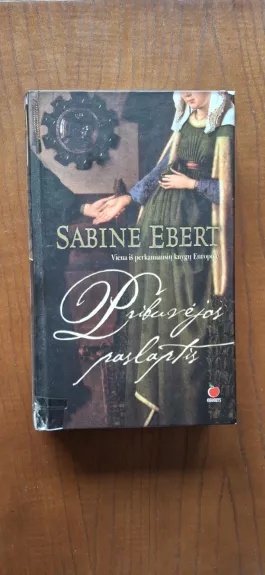 SABINE EBERT
Viena iš perkamiausių knygų Europoje
Pribuvėjos
paslaptis